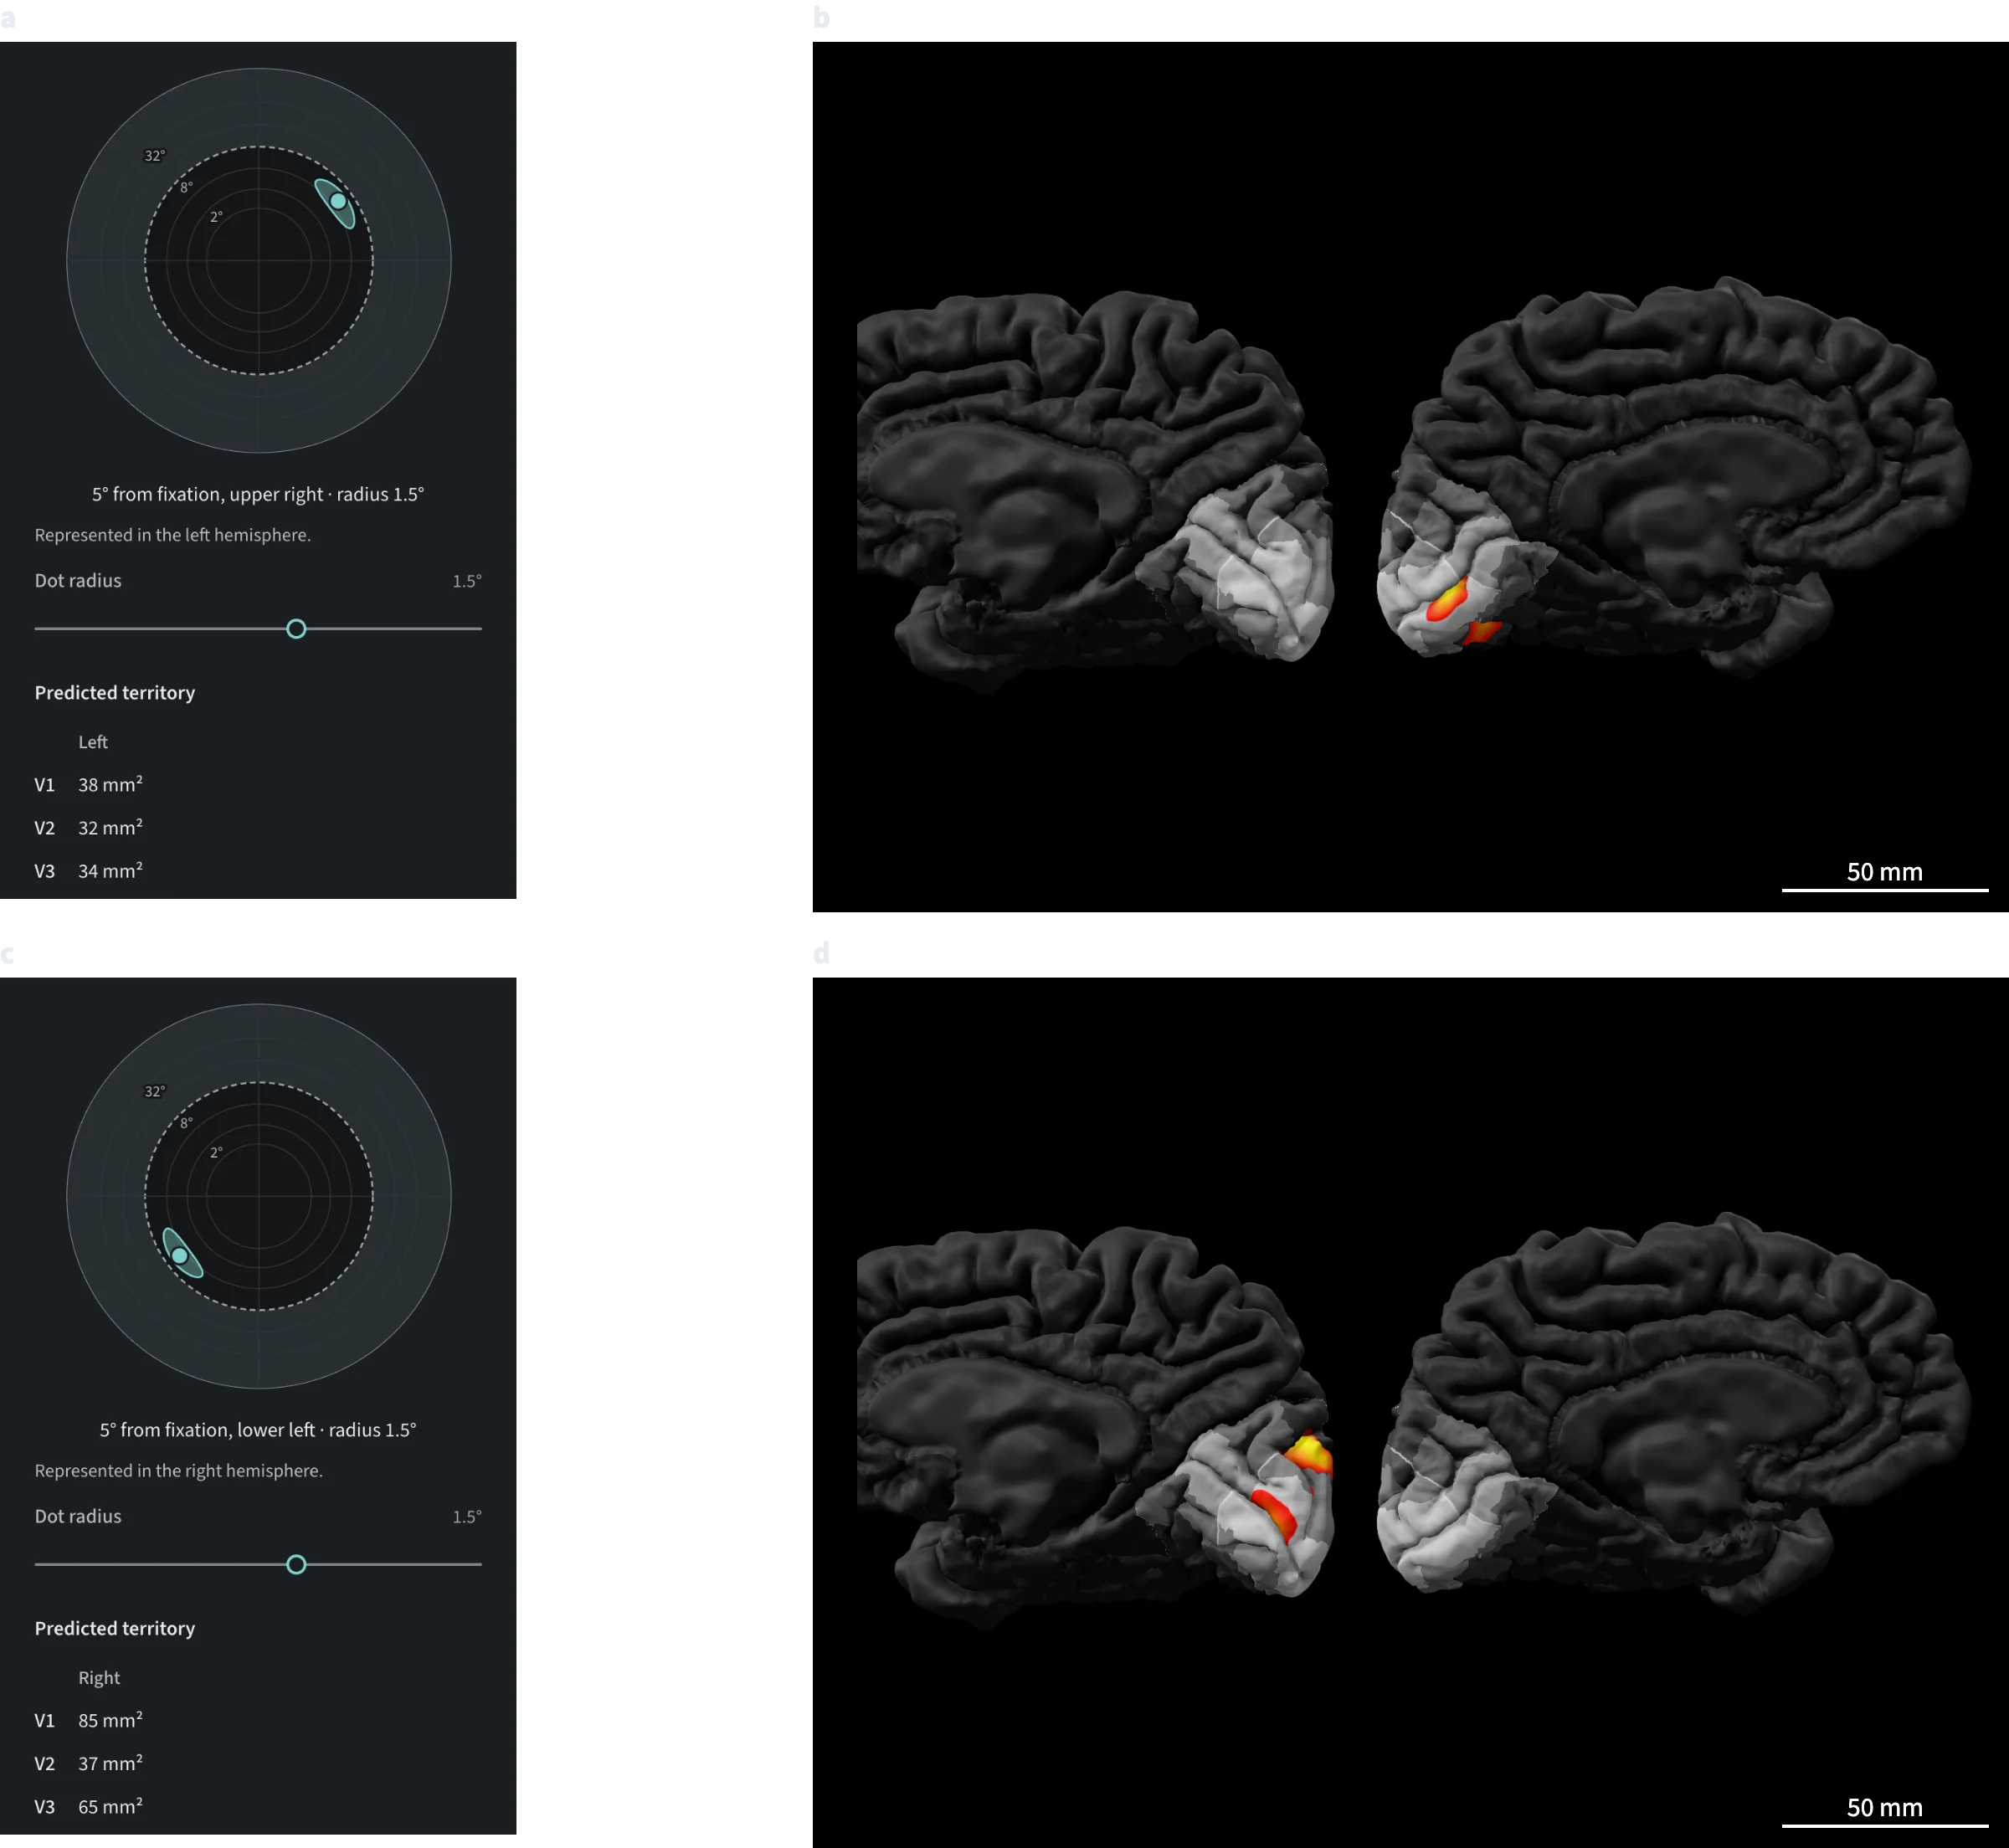 a
b
32°
8°
2°
5° from fixation, upper right · radius 1.5°
Represented in the left hemisphere.
Dot radius 1.5°
Predicted territory
Left
V1 38 mm²
V2 32 mm²
V3 34 mm²
50 mm
c
d
32°
8°
2°
5° from fixation, lower left · radius 1.5°
Represented in the right hemisphere.
Dot radius 1.5°
Predicted territory
Right
V1 85 mm²
V2 37 mm²
V3 65 mm²
50 mm